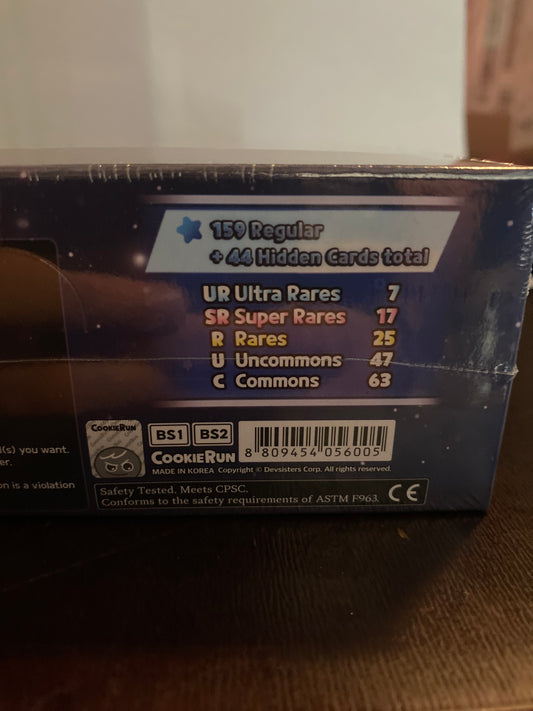 159 Regular
+ 44 Hidden Cards total
UR Ultra Rares 7
SR Super Rares 17
R Rares 25
U Uncommons 47
C Commons 63
l(s) you want.
er.
on is a violation
COOKIERUN
BS1 BS2
COOKIERUN
MADE IN KOREA Copyright © Devsisters Corp. All rights reserved.
8 809454 056005
Safety Tested. Meets CPSC.
Conforms to the safety requirements of ASTM F963. CE